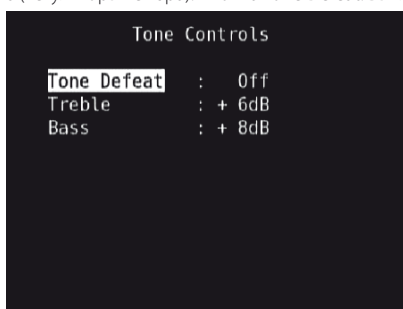 Tone Controls
Tone Defeat : Off
Treble : + 6dB
Bass : + 8dB